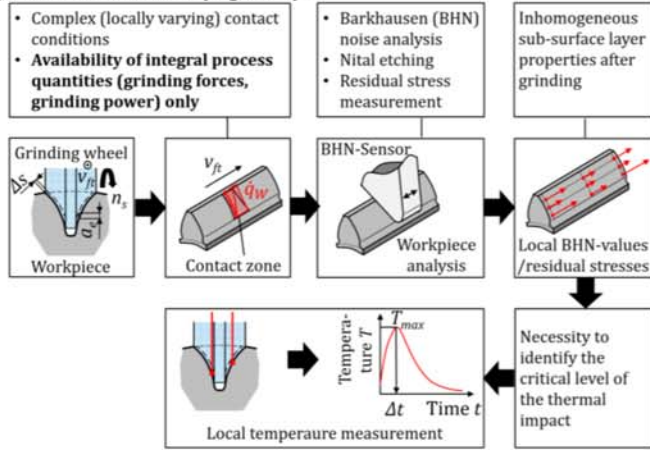 • Complex (locally varying) contact
conditions
• Availability of integral process
quantities (grinding forces,
grinding power) only
• Barkhausen (BHN)
noise analysis
• Nital etching
• Residual stress
measurement
Inhomogeneous
sub-surface layer
properties after
grinding
Grinding wheel
Δs
v_ft
n_s
a_e
Workpiece
v_ft
q̇_w
Contact zone
BHN-Sensor
Workpiece
analysis
Local BHN-values
/residual stresses
Tempera-
ture T
T_max
Δt
Time t
Local temperaure measurement
Necessity to
identify the
critical level of
the thermal
impact